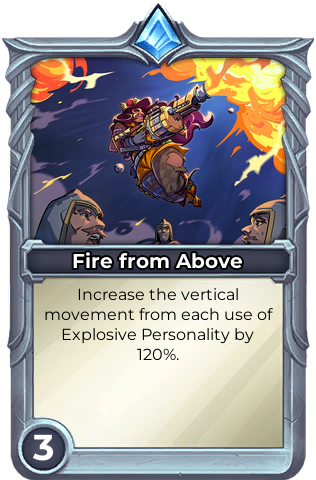 Fire from Above
Increase the vertical
movement from each use of
Explosive Personality by
120%.
3